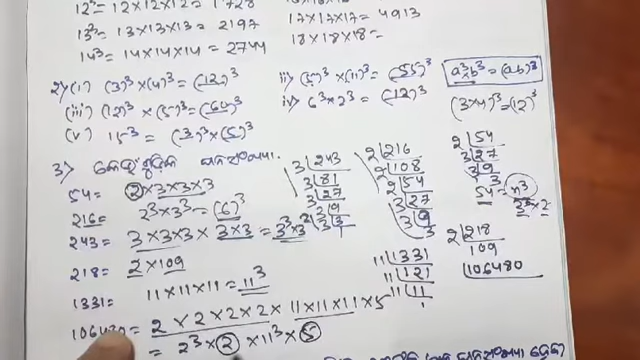 12³ = 12×12×12 = 1728
13³ = 13×13×13 = 2197
17×17×17 = 4913
14³ = 14×14×14 = 2744
18×18×18 =
2) (i) (3)³ × (4)³ = (12)³
ii) (5)³ × (11)³ = (55)³
a³×b³ = (ab)³
(iii) (12)³ × (5)³ = (60)³
iv) 6³ × 2³ = (12)³
(3×4)³ = (12)³
(v) 15³ = (3)³ × (5)³
3)
54 = 2×3×3×3
216 = 2³×3³ = (6)³
243 = 3×3×3×3×3 = 3³×3²
218 = 2×109
1331 = 11×11×11 = 11³
106480 = 2×2×2×2×11×11×11×5
= 2³×2×11³×5
3 | 243
3 | 81
3 | 27
3 | 9
3 | 3
1
2 | 216
2 | 108
2 | 54
3 | 27
3 | 9
3
2 | 54
3 | 27
3 | 9
3
54 = n³
2 | 218
109
11 | 1331
11 | 121
11 | 11
1
106480